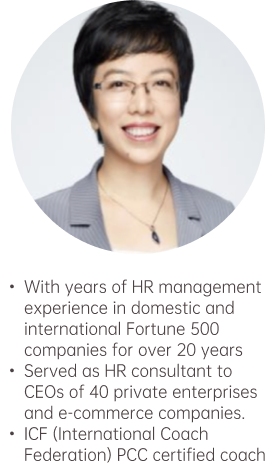 • With years of HR management
experience in domestic and
international Fortune 500
companies for over 20 years
• Served as HR consultant to
CEOs of 40 private enterprises
and e-commerce companies.
• ICF (International Coach
Federation) PCC certified coach